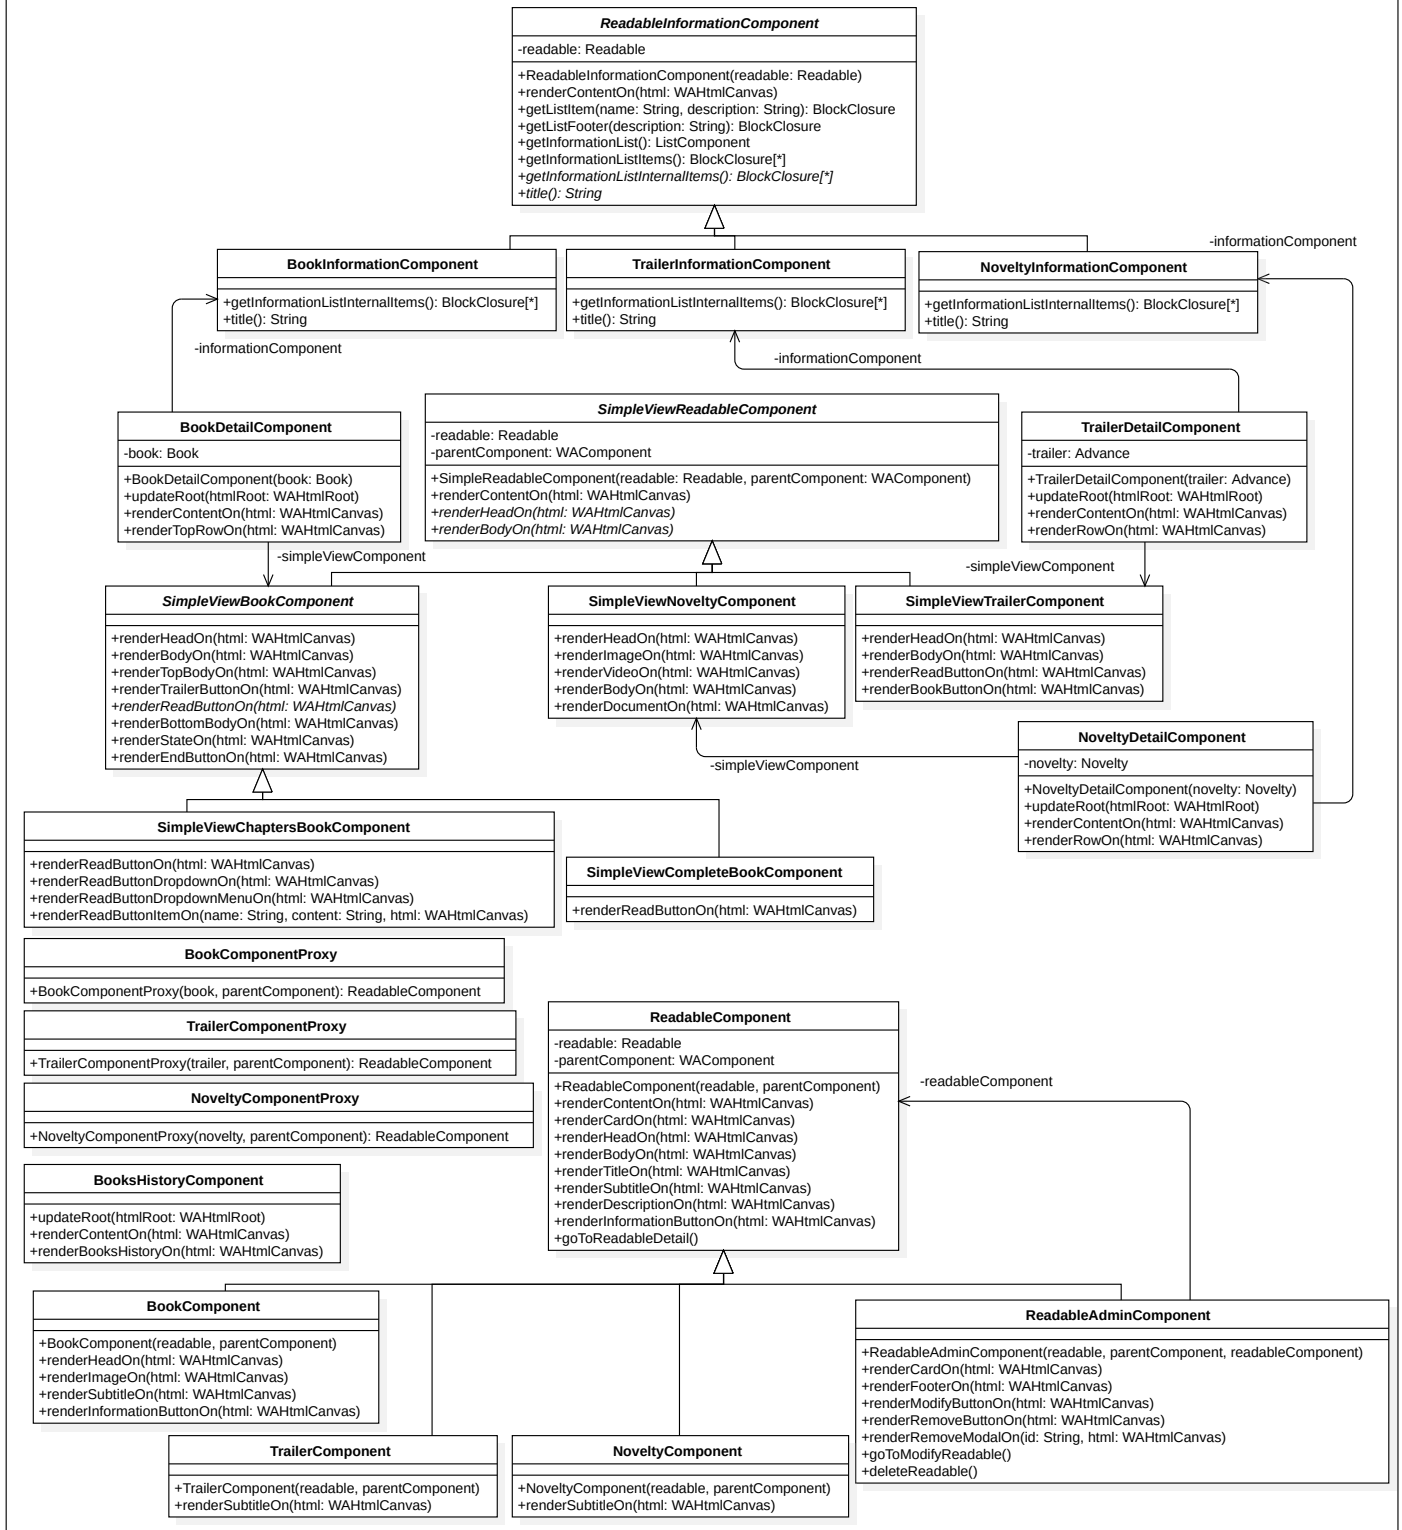 ReadableInformationComponent
-readable: Readable
+ReadableInformationComponent(readable: Readable)
+renderContentOn(html: WAHtmlCanvas)
+getListItem(name: String, description: String): BlockClosure
+getListFooter(description: String): BlockClosure
+getInformationList(): ListComponent
+getInformationListItems(): BlockClosure[*]
+getInformationListInternalItems(): BlockClosure[*]
+title(): String
-informationComponent
BookInformationComponent
+getInformationListInternalItems(): BlockClosure[*]
+title(): String
TrailerInformationComponent
+getInformationListInternalItems(): BlockClosure[*]
+title(): String
NoveltyInformationComponent
+getInformationListInternalItems(): BlockClosure[*]
+title(): String
-informationComponent
-informationComponent
BookDetailComponent
-book: Book
+BookDetailComponent(book: Book)
+updateRoot(htmlRoot: WAHtmlRoot)
+renderContentOn(html: WAHtmlCanvas)
+renderTopRowOn(html: WAHtmlCanvas)
SimpleViewReadableComponent
-readable: Readable
-parentComponent: WAComponent
+SimpleReadableComponent(readable: Readable, parentComponent: WAComponent)
+renderContentOn(html: WAHtmlCanvas)
+renderHeadOn(html: WAHtmlCanvas)
+renderBodyOn(html: WAHtmlCanvas)
TrailerDetailComponent
-trailer: Advance
+TrailerDetailComponent(trailer: Advance)
+updateRoot(htmlRoot: WAHtmlRoot)
+renderContentOn(html: WAHtmlCanvas)
+renderRowOn(html: WAHtmlCanvas)
-simpleViewComponent
-simpleViewComponent
SimpleViewBookComponent
+renderHeadOn(html: WAHtmlCanvas)
+renderBodyOn(html: WAHtmlCanvas)
+renderTopBodyOn(html: WAHtmlCanvas)
+renderTrailerButtonOn(html: WAHtmlCanvas)
+renderReadButtonOn(html: WAHtmlCanvas)
+renderBottomBodyOn(html: WAHtmlCanvas)
+renderStateOn(html: WAHtmlCanvas)
+renderEndButtonOn(html: WAHtmlCanvas)
SimpleViewNoveltyComponent
+renderHeadOn(html: WAHtmlCanvas)
+renderImageOn(html: WAHtmlCanvas)
+renderVideoOn(html: WAHtmlCanvas)
+renderBodyOn(html: WAHtmlCanvas)
+renderDocumentOn(html: WAHtmlCanvas)
SimpleViewTrailerComponent
+renderHeadOn(html: WAHtmlCanvas)
+renderBodyOn(html: WAHtmlCanvas)
+renderReadButtonOn(html: WAHtmlCanvas)
+renderBookButtonOn(html: WAHtmlCanvas)
-simpleViewComponent
NoveltyDetailComponent
-novelty: Novelty
+NoveltyDetailComponent(novelty: Novelty)
+updateRoot(htmlRoot: WAHtmlRoot)
+renderContentOn(html: WAHtmlCanvas)
+renderRowOn(html: WAHtmlCanvas)
SimpleViewChaptersBookComponent
+renderReadButtonOn(html: WAHtmlCanvas)
+renderReadButtonDropdownOn(html: WAHtmlCanvas)
+renderReadButtonDropdownMenuOn(html: WAHtmlCanvas)
+renderReadButtonItemOn(name: String, content: String, html: WAHtmlCanvas)
SimpleViewCompleteBookComponent
+renderReadButtonOn(html: WAHtmlCanvas)
BookComponentProxy
+BookComponentProxy(book, parentComponent): ReadableComponent
TrailerComponentProxy
+TrailerComponentProxy(trailer, parentComponent): ReadableComponent
NoveltyComponentProxy
+NoveltyComponentProxy(novelty, parentComponent): ReadableComponent
BooksHistoryComponent
+updateRoot(htmlRoot: WAHtmlRoot)
+renderContentOn(html: WAHtmlCanvas)
+renderBooksHistoryOn(html: WAHtmlCanvas)
ReadableComponent
-readable: Readable
-parentComponent: WAComponent
+ReadableComponent(readable, parentComponent)
+renderContentOn(html: WAHtmlCanvas)
+renderCardOn(html: WAHtmlCanvas)
+renderHeadOn(html: WAHtmlCanvas)
+renderBodyOn(html: WAHtmlCanvas)
+renderTitleOn(html: WAHtmlCanvas)
+renderSubtitleOn(html: WAHtmlCanvas)
+renderDescriptionOn(html: WAHtmlCanvas)
+renderInformationButtonOn(html: WAHtmlCanvas)
+goToReadableDetail()
-readableComponent
BookComponent
+BookComponent(readable, parentComponent)
+renderHeadOn(html: WAHtmlCanvas)
+renderImageOn(html: WAHtmlCanvas)
+renderSubtitleOn(html: WAHtmlCanvas)
+renderInformationButtonOn(html: WAHtmlCanvas)
ReadableAdminComponent
+ReadableAdminComponent(readable, parentComponent, readableComponent)
+renderCardOn(html: WAHtmlCanvas)
+renderFooterOn(html: WAHtmlCanvas)
+renderModifyButtonOn(html: WAHtmlCanvas)
+renderRemoveButtonOn(html: WAHtmlCanvas)
+renderRemoveModalOn(id: String, html: WAHtmlCanvas)
+goToModifyReadable()
+deleteReadable()
TrailerComponent
+TrailerComponent(readable, parentComponent)
+renderSubtitleOn(html: WAHtmlCanvas)
NoveltyComponent
+NoveltyComponent(readable, parentComponent)
+renderSubtitleOn(html: WAHtmlCanvas)